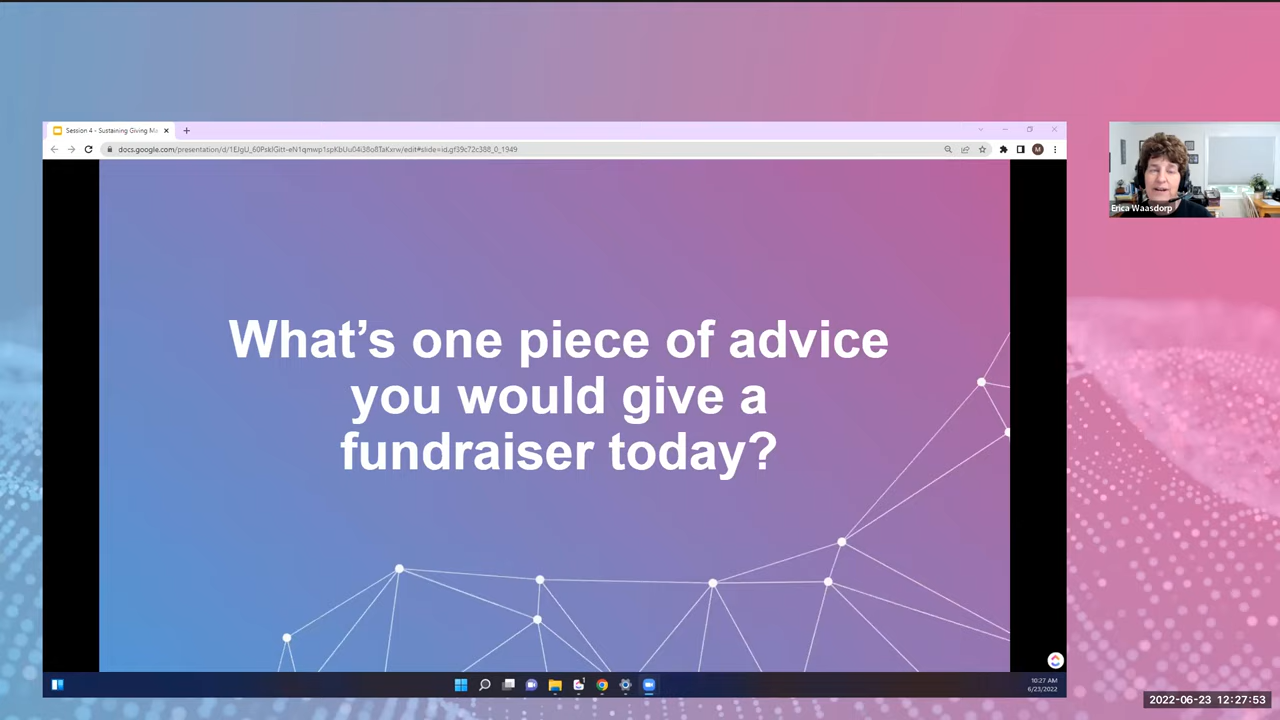 Session 4 - Sustaining Giving Ma
docs.google.com/presentation/d/1EJgU_60PsklGitt-eN1qmwp1spKbUu04i38o8TaKxrw/edit#slide=id.gf39c72c388_0_1949
M
Erica Waasdorp
What's one piece of advice
you would give a
fundraiser today?
10:27 AM
6/23/2022
2022-06-23 12:27:53